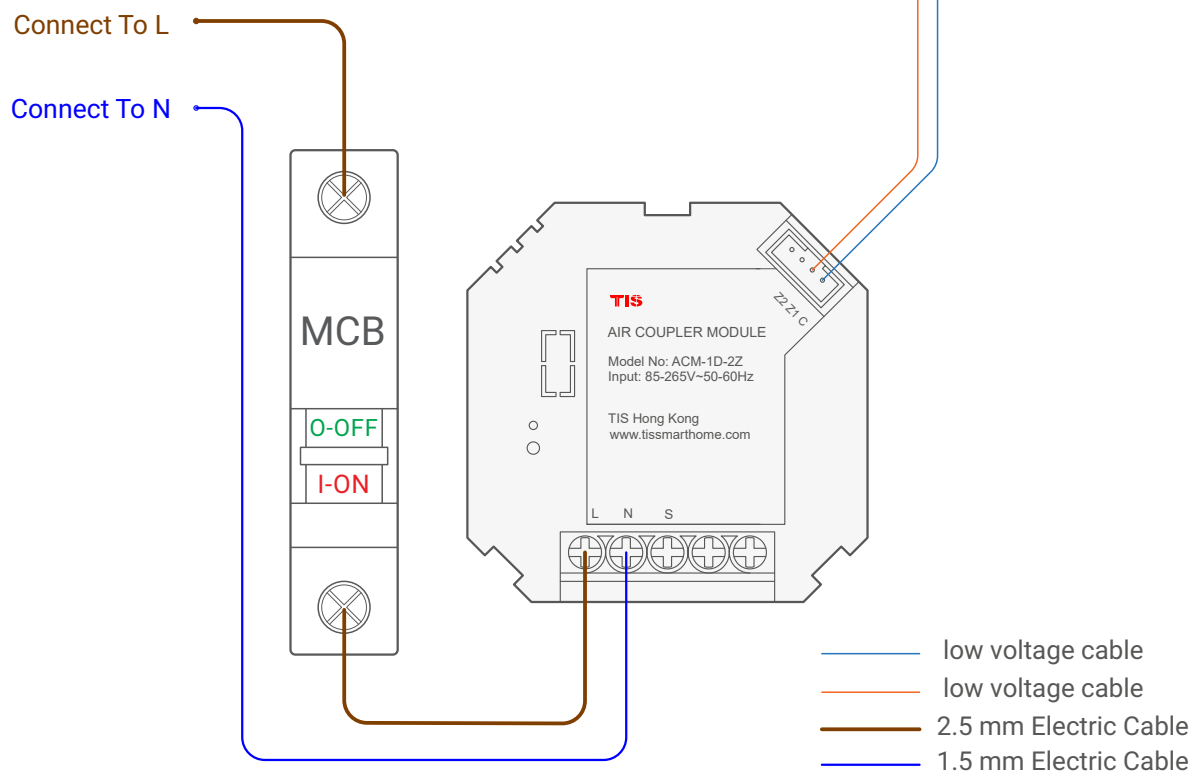 Connect To L
Connect To N
MCB
O-OFF
I-ON
TIS
AIR COUPLER MODULE
Model No: ACM-1D-2Z
Input: 85-265V~50-60Hz
TIS Hong Kong
www.tissmarthome.com
Z2 Z1 C
L N S
low voltage cable
low voltage cable
2.5 mm Electric Cable
1.5 mm Electric Cable